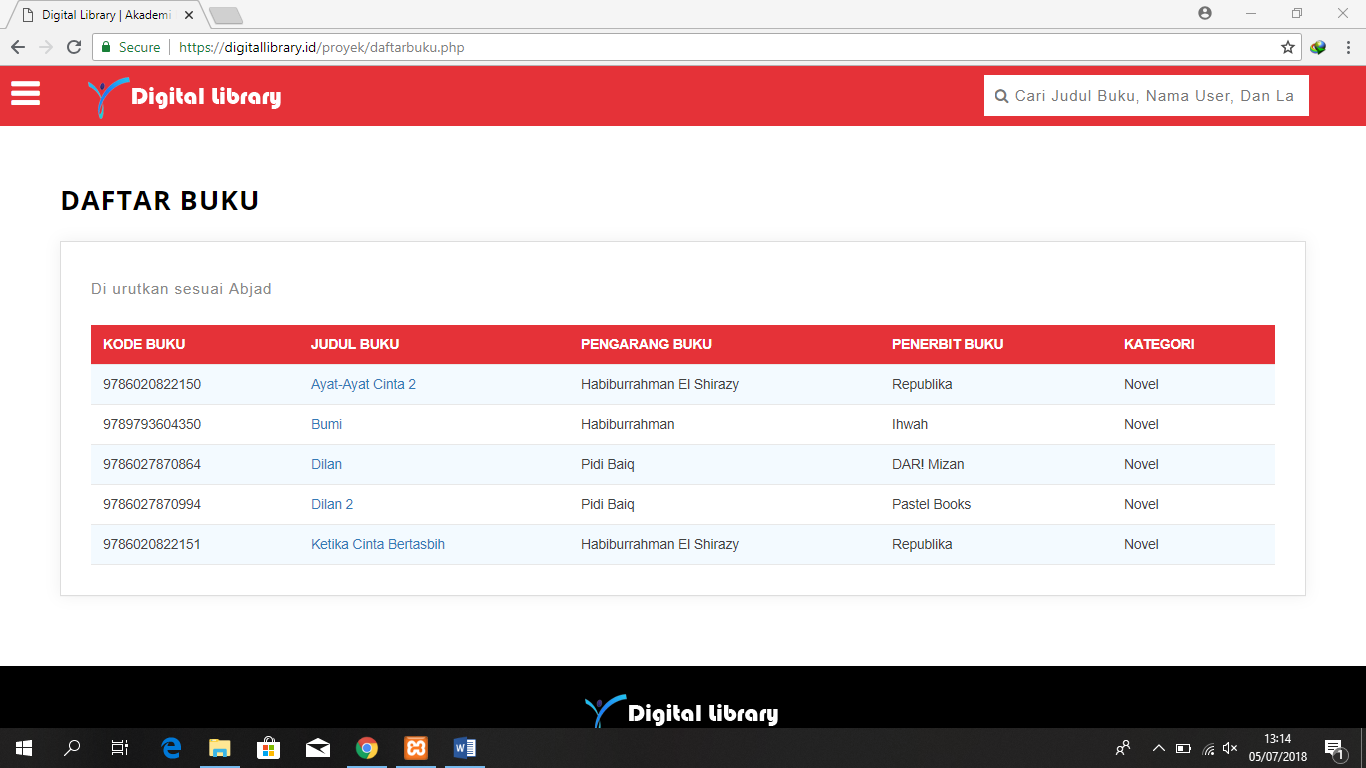 Digital Library | Akademi
Secure https://digitallibrary.id/proyek/daftarbuku.php
Digital Library
Cari Judul Buku, Nama User, Dan La
DAFTAR BUKU
Di urutkan sesuai Abjad
KODE BUKU JUDUL BUKU PENGARANG BUKU PENERBIT BUKU KATEGORI
9786020822150 Ayat-Ayat Cinta 2 Habiburrahman El Shirazy Republika Novel
9789793604350 Bumi Habiburrahman Ihwah Novel
9786027870864 Dilan Pidi Baiq DAR! Mizan Novel
9786027870994 Dilan 2 Pidi Baiq Pastel Books Novel
9786020822151 Ketika Cinta Bertasbih Habiburrahman El Shirazy Republika Novel
Digital Library
13:14
05/07/2018
1